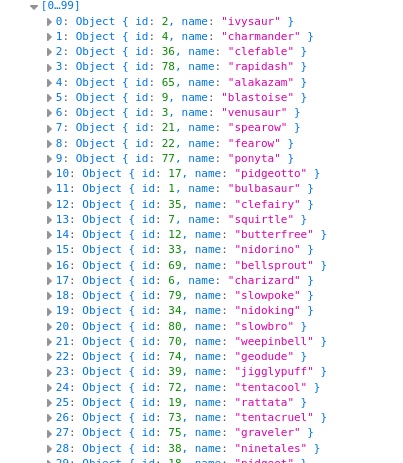 [0…99]
0: Object { id: 2, name: "ivysaur" }
1: Object { id: 4, name: "charmander" }
2: Object { id: 36, name: "clefable" }
3: Object { id: 78, name: "rapidash" }
4: Object { id: 65, name: "alakazam" }
5: Object { id: 9, name: "blastoise" }
6: Object { id: 3, name: "venusaur" }
7: Object { id: 21, name: "spearow" }
8: Object { id: 22, name: "fearow" }
9: Object { id: 77, name: "ponyta" }
10: Object { id: 17, name: "pidgeotto" }
11: Object { id: 1, name: "bulbasaur" }
12: Object { id: 35, name: "clefairy" }
13: Object { id: 7, name: "squirtle" }
14: Object { id: 12, name: "butterfree" }
15: Object { id: 33, name: "nidorino" }
16: Object { id: 69, name: "bellsprout" }
17: Object { id: 6, name: "charizard" }
18: Object { id: 79, name: "slowpoke" }
19: Object { id: 34, name: "nidoking" }
20: Object { id: 80, name: "slowbro" }
21: Object { id: 70, name: "weepinbell" }
22: Object { id: 74, name: "geodude" }
23: Object { id: 39, name: "jigglypuff" }
24: Object { id: 72, name: "tentacool" }
25: Object { id: 19, name: "rattata" }
26: Object { id: 73, name: "tentacruel" }
27: Object { id: 75, name: "graveler" }
28: Object { id: 38, name: "ninetales" }
29: Object { id: 18, name: "pidgeot" }